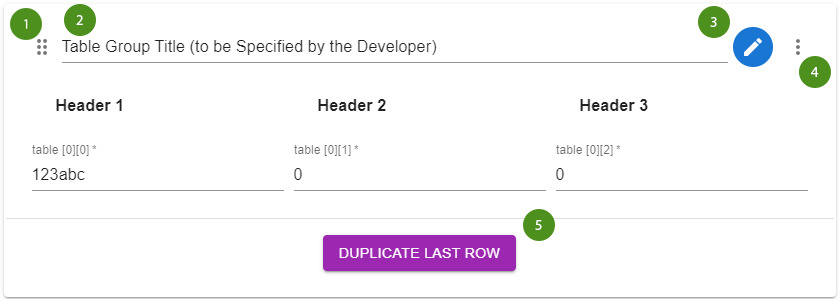 1 2 3
Table Group Title (to be Specified by the Developer)
4
Header 1 Header 2 Header 3
table [0][0] * table [0][1] * table [0][2] *
123abc 0 0
5
DUPLICATE LAST ROW